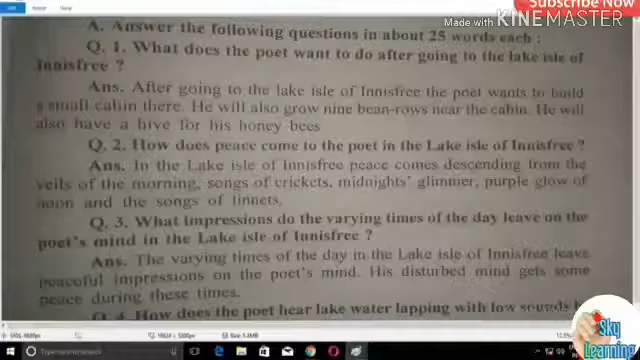 Subscribe Now
Made with KINEMASTER
File Home View
A. Answer the following questions in about 25 words each :
Q. 1. What does the poet want to do after going to the lake isle of
Innisfree ?
Ans. After going to the lake isle of Innisfree the poet wants to build
a small cabin there. He will also grow nine bean-rows near the cabin. He will
also have a hive for his honey bees
Q. 2. How does peace come to the poet in the Lake isle of Innisfree ?
Ans. In the Lake isle of Innisfree peace comes descending from the
veils of the morning, songs of crickets, midnights' glimmer, purple glow of
noon and the songs of linnets.
Q. 3. What impressions do the varying times of the day leave on the
poet's mind in the Lake isle of Innisfree ?
Ans. The varying times of the day in the Lake isle of Innisfree leave
peaceful impressions on the poet's mind. His disturbed mind gets some
peace during these times.
Q. 4. How does the poet hear lake water lapping with low sounds
Sky
Learning